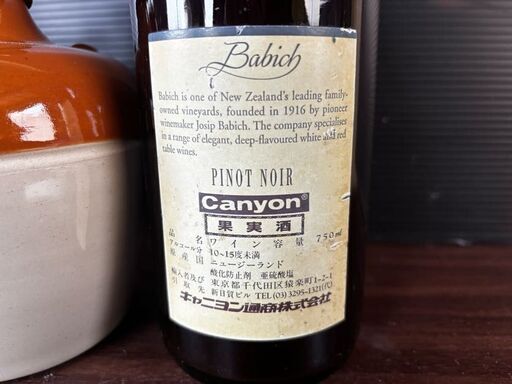 Babich
Babich is one of New Zealand's leading family-
owned vineyards, founded in 1916 by pioneer
winemaker Josip Babich. The company specialises
in a range of elegant, deep-flavoured white and red
table wines.
PINOT NOIR
Canyon®
果実酒
品名 ワイン 容量 750ml
アルコール分 10~15度未満
原産国 ニュージーランド
酸化防止剤 亜硫酸塩
輸入者及び 東京都千代田区猿楽町1-2-1
引取先 新日貿ビル TEL(03)3295-1321(代)
キャニヨン通商株式会社